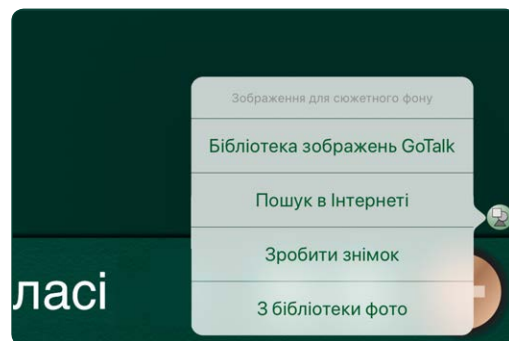 Зображення для сюжетного фону
Бібліотека зображень GoTalk
Пошук в Інтернеті
Зробити знімок
З бібліотеки фото
ласі